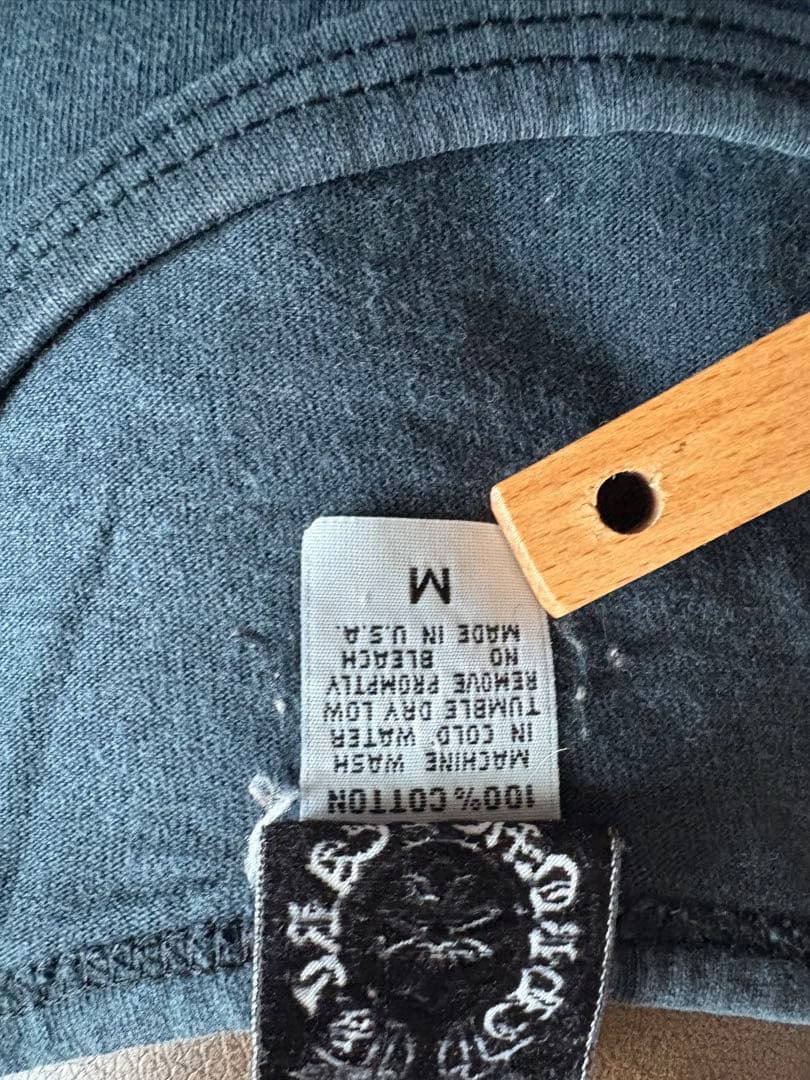 100% COTTON
MACHINE WASH
IN COLD WATER
TUMBLE DRY LOW
REMOVE PROMPTLY
NO BLEACH
MADE IN U.S.A.
M